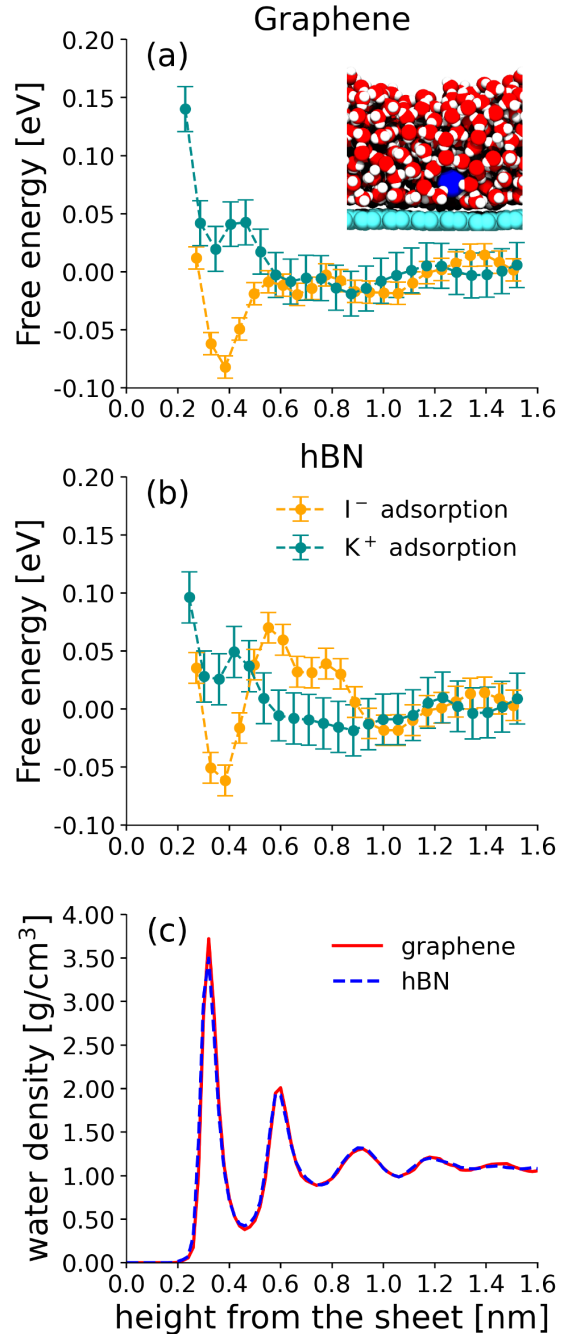 Graphene
(a)
Free energy [eV]
0.20
0.15
0.10
0.05
0.00
-0.05
-0.10
0.0 0.2 0.4 0.6 0.8 1.0 1.2 1.4 1.6
hBN
(b)
I⁻ adsorption
K⁺ adsorption
Free energy [eV]
0.20
0.15
0.10
0.05
0.00
-0.05
-0.10
0.0 0.2 0.4 0.6 0.8 1.0 1.2 1.4 1.6
(c)
graphene
hBN
water density [g/cm³]
4.00
3.50
3.00
2.50
2.00
1.50
1.00
0.50
0.00
0.0 0.2 0.4 0.6 0.8 1.0 1.2 1.4 1.6
height from the sheet [nm]